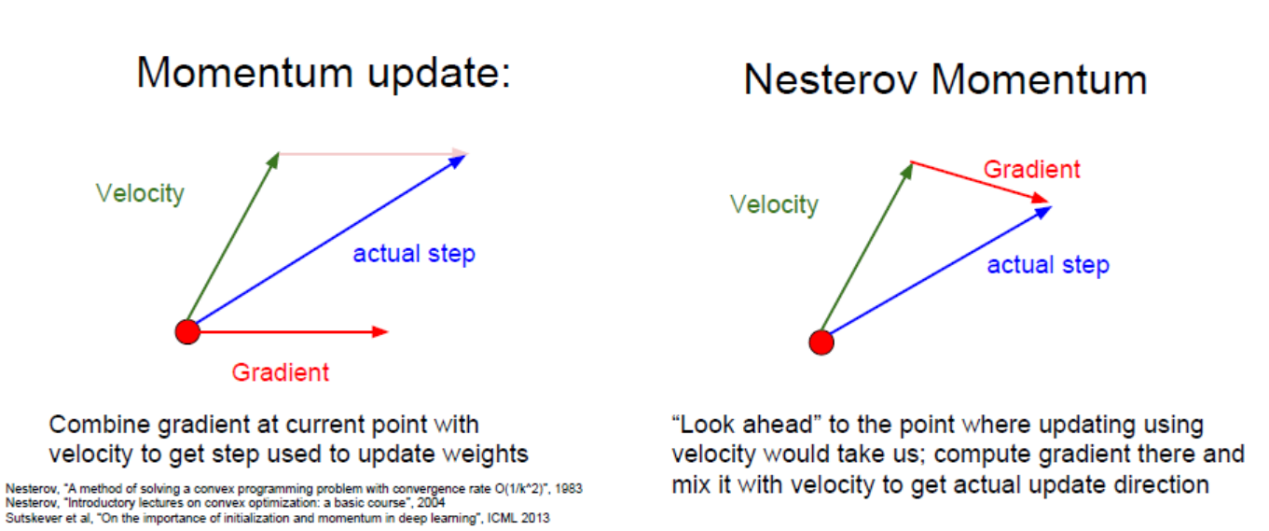 Momentum update:
Velocity
actual step
Gradient
Combine gradient at current point with
velocity to get step used to update weights
Nesterov, "A method of solving a convex programming problem with convergence rate O(1/k^2)", 1983
Nesterov, "Introductory lectures on convex optimization: a basic course", 2004
Sutskever et al, "On the importance of initialization and momentum in deep learning", ICML 2013
Nesterov Momentum
Gradient
Velocity
actual step
“Look ahead” to the point where updating using
velocity would take us; compute gradient there and
mix it with velocity to get actual update direction